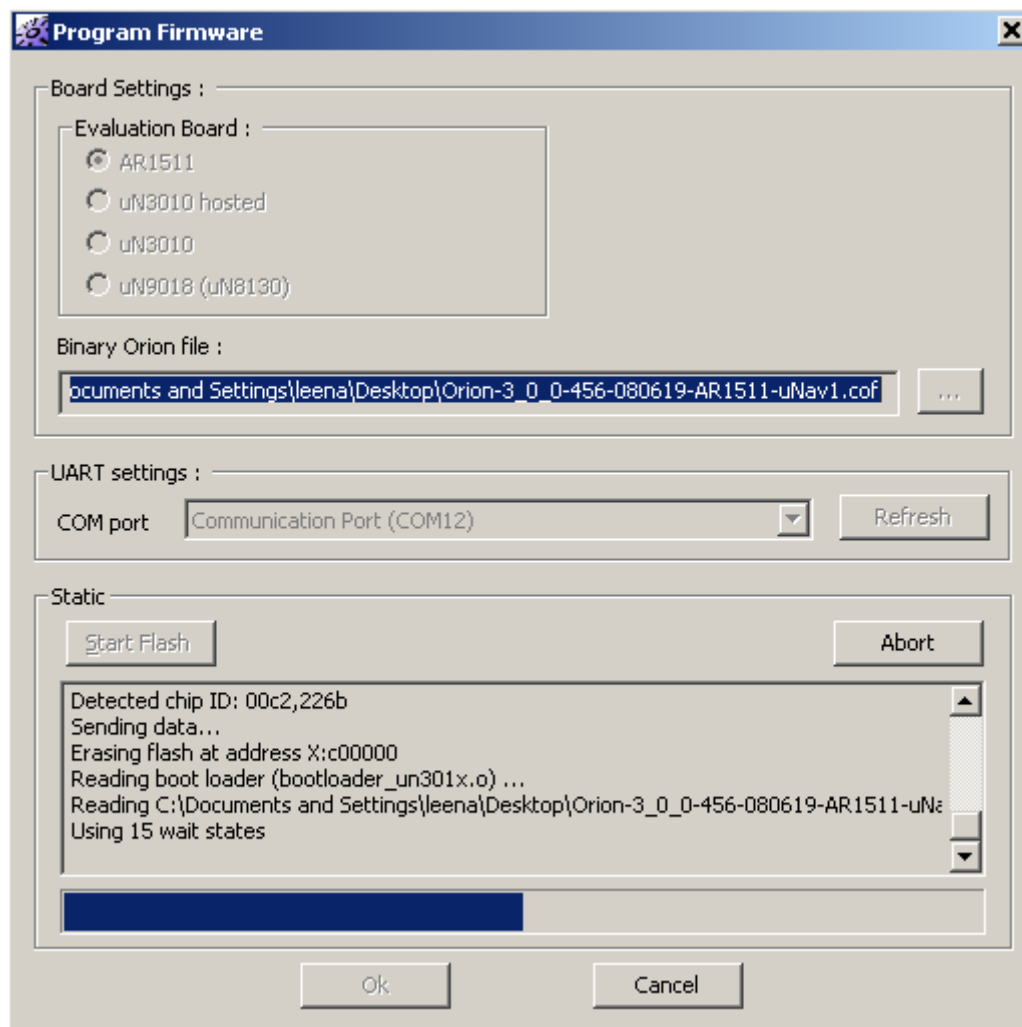 Program Firmware
Board Settings :
Evaluation Board :
AR1511
uN3010 hosted
uN3010
uN9018 (uN8130)
Binary Orion file :
ocuments and Settings\leena\Desktop\Orion-3_0_0-456-080619-AR1511-uNav1.cof
...
UART settings :
COM port Communication Port (COM12) Refresh
Static
Start Flash Abort
Detected chip ID: 00c2,226b
Sending data...
Erasing flash at address X:c00000
Reading boot loader (bootloader_un301x.o) ...
Reading C:\Documents and Settings\leena\Desktop\Orion-3_0_0-456-080619-AR1511-uNa
Using 15 wait states
Ok Cancel